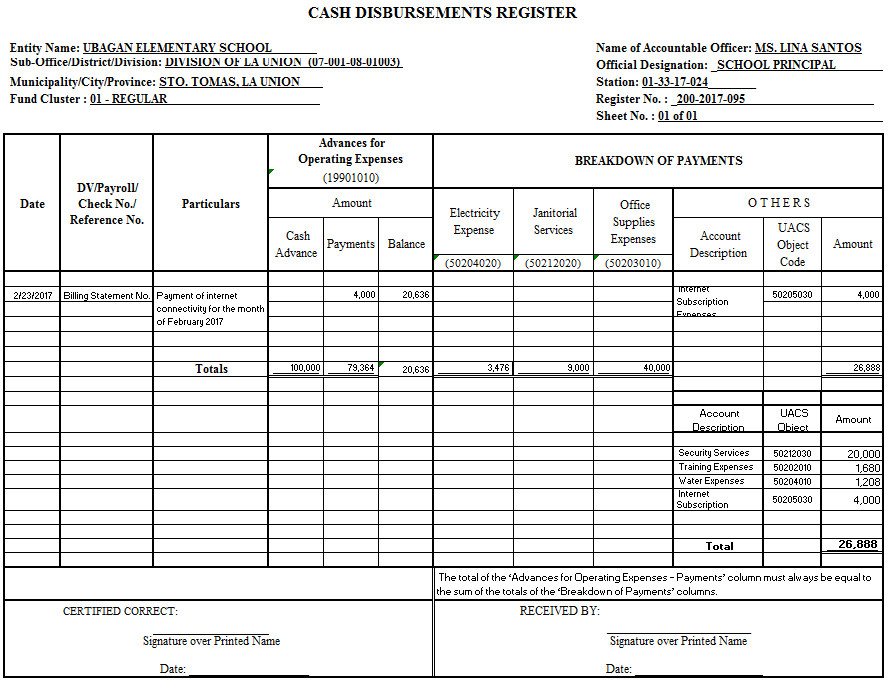 CASH DISBURSEMENTS REGISTER
Entity Name: UBAGAN ELEMENTARY SCHOOL
Name of Accountable Officer: MS. LINA SANTOS
Sub-Office/District/Division: DIVISION OF LA UNION (07-001-08-01003)
Official Designation: SCHOOL PRINCIPAL
Municipality/City/Province: STO. TOMAS, LA UNION
Station: 01-33-17-024
Fund Cluster : 01 - REGULAR
Register No. : 200-2017-095
Sheet No. : 01 of 01
Date
DV/Payroll/
Check No./
Reference No.
Particulars
Advances for
Operating Expenses
(19901010)
Amount
Cash
Advance
Payments
Balance
BREAKDOWN OF PAYMENTS
Electricity
Expense
(50204020)
Janitorial
Services
(50212020)
Office
Supplies
Expenses
(50203010)
OTHERS
Account
Description
UACS
Object
Code
Amount
2/23/2017 Billing Statement No. Payment of internet
connectivity for the month
of February 2017
4,000 20,636
Internet
Subscription
Expenses
50205030 4,000
Totals 100,000 79,364 20,636 3,476 9,000 40,000 26,888
Account
Description
UACS
Object
Amount
Security Services 50212030 20,000
Training Expenses 50202010 1,680
Water Expenses 50204010 1,208
Internet
Subscription
50205030 4,000
Total 26,888
The total of the 'Advances for Operating Expenses - Payments' column must always be equal to
the sum of the totals of the 'Breakdown of Payments' columns.
CERTIFIED CORRECT:
Signature over Printed Name
Date:
RECEIVED BY:
Signature over Printed Name
Date: